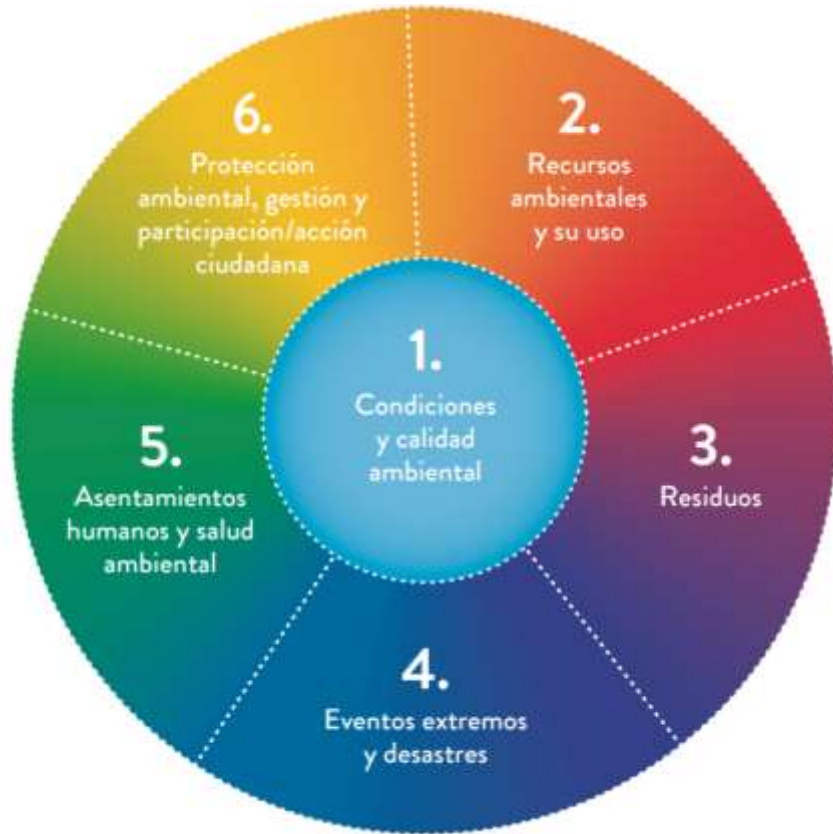 1.
Condiciones
y calidad
ambiental
2.
Recursos
ambientales
y su uso
3.
Residuos
4.
Eventos extremos
y desastres
5.
Asentamientos
humanos y salud
ambiental
6.
Protección
ambiental, gestión y
participación/acción
ciudadana